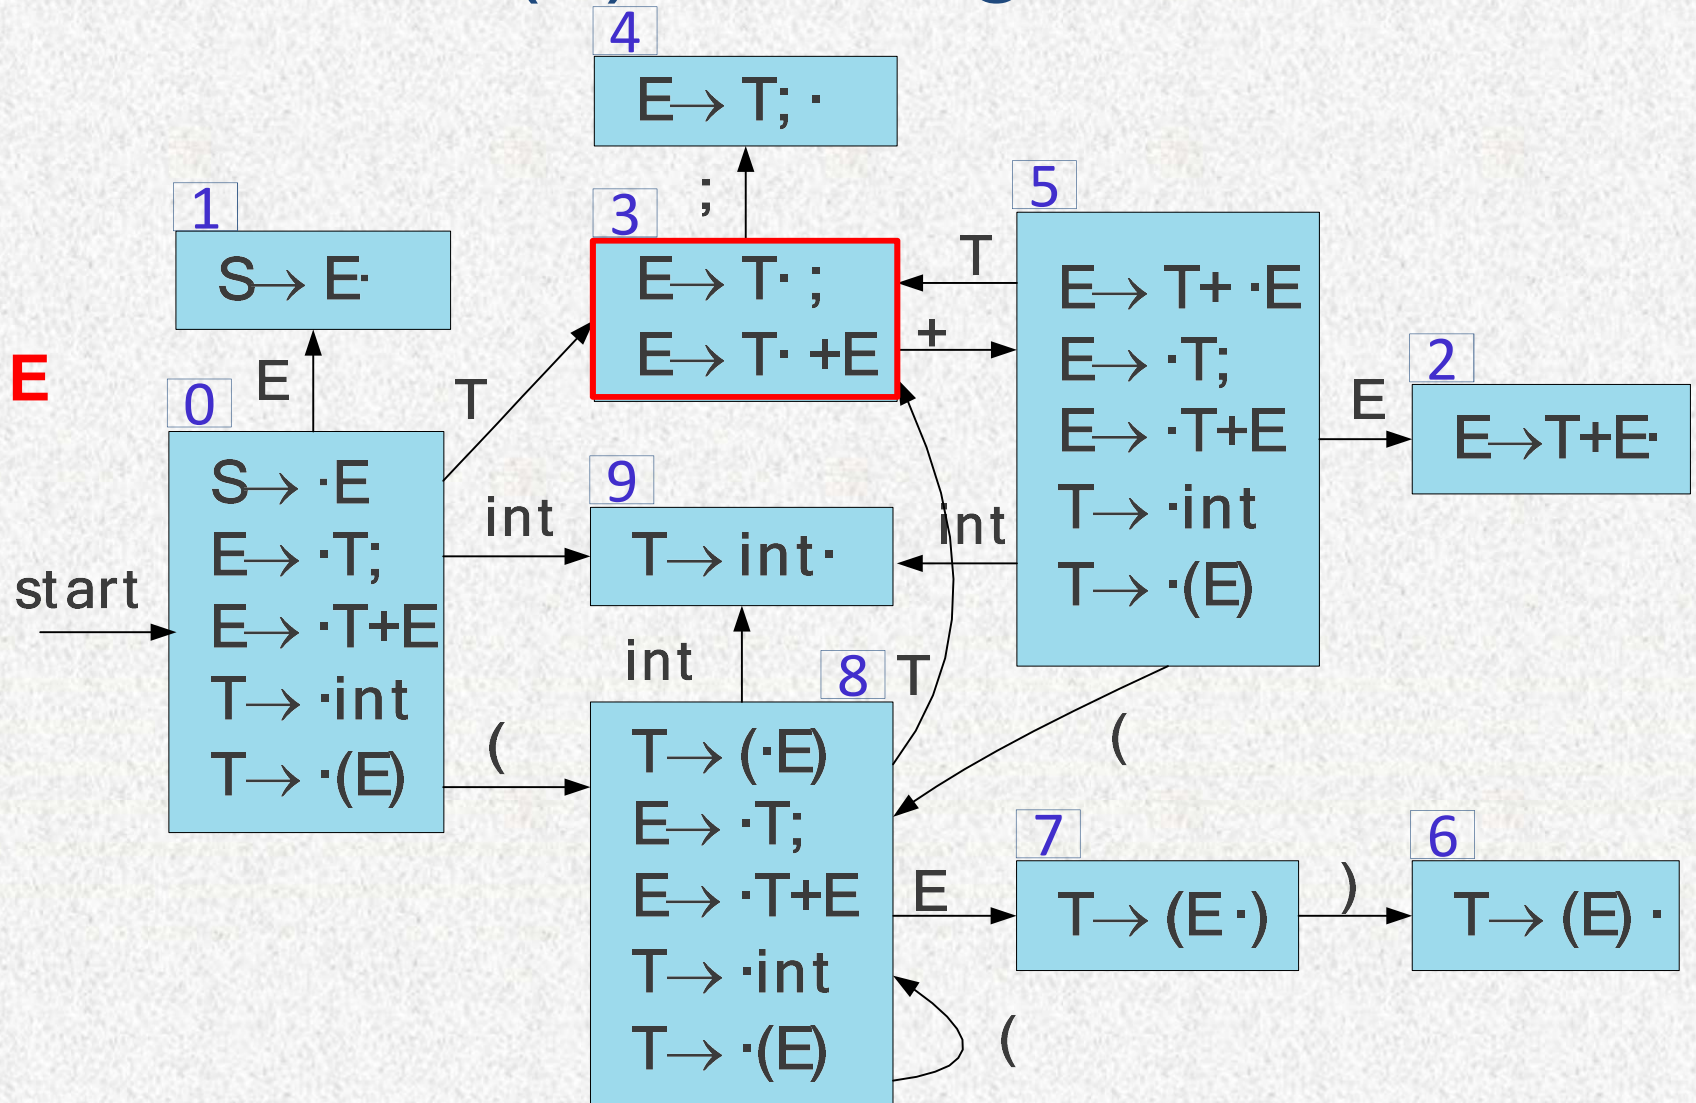 4
E→ T; ·
;
1
S→ E·
3
E→ T· ;
E→ T· +E
T
+
5
E→ T+ ·E
E→ ·T;
E→ ·T+E
T→ ·int
T→ ·(E)
E
2
E→T+E·
E
0
E
T
S→ ·E
E→ ·T;
E→ ·T+E
T→ ·int
T→ ·(E)
start
int
9
T→ int·
int
int
(
8
T
T→ (·E)
E→ ·T;
E→ ·T+E
T→ ·int
T→ ·(E)
(
(
E
7
T→ (E·)
)
6
T→ (E) ·